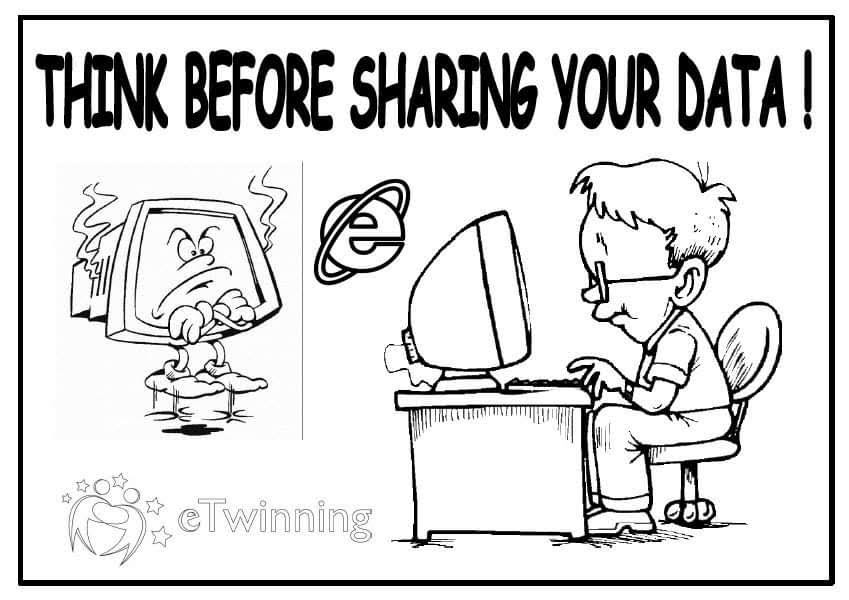 THINK BEFORE SHARING YOUR DATA !
e
eTwinning